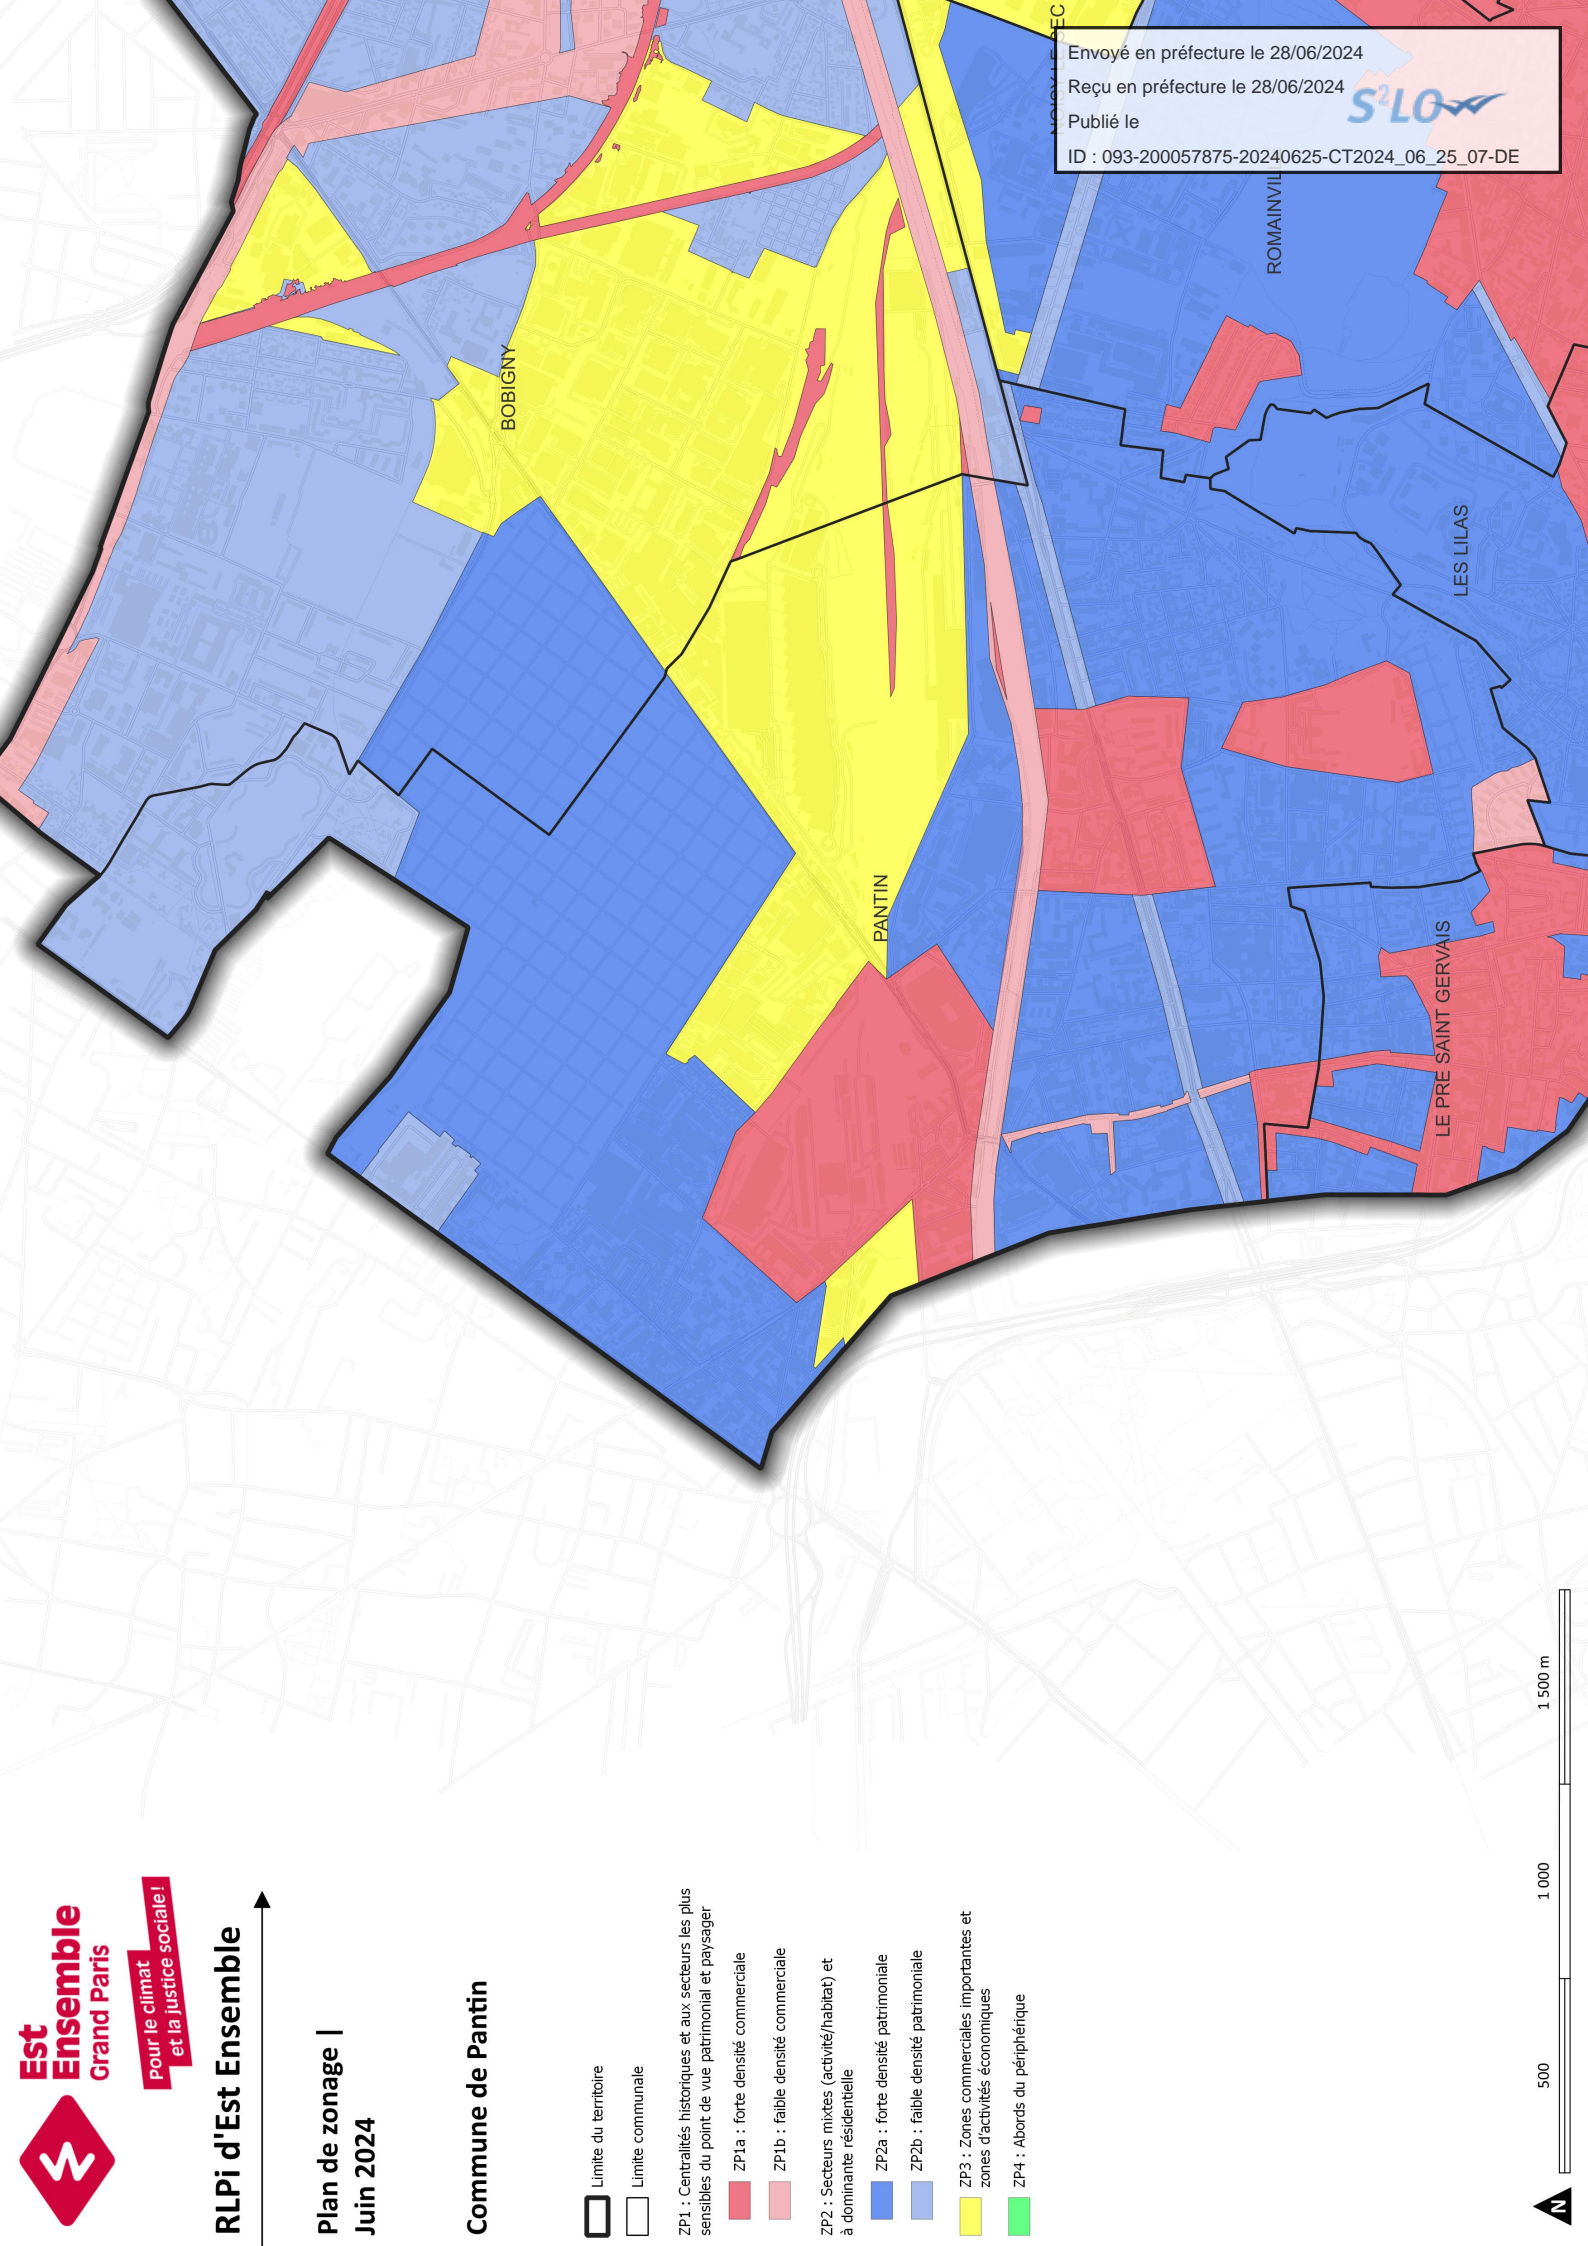 Envoyé en préfecture le 28/06/2024
Reçu en préfecture le 28/06/2024
Publié le
S²LO
ID : 093-200057875-20240625-CT2024_06_25_07-DE
Est
Ensemble
Grand Paris
Pour le climat
et la justice sociale !
RLPi d'Est Ensemble
Plan de zonage |
Juin 2024
Commune de Pantin
Limite du territoire
Limite communale
ZP1 : Centralités historiques et aux secteurs les plus
sensibles du point de vue patrimonial et paysager
ZP1a : forte densité commerciale
ZP1b : faible densité commerciale
ZP2 : Secteurs mixtes (activité/habitat) et
à dominante résidentielle
ZP2a : forte densité patrimoniale
ZP2b : faible densité patrimoniale
ZP3 : Zones commerciales importantes et
zones d'activités économiques
ZP4 : Abords du périphérique
BOBIGNY
PANTIN
ROMAINVIL
LES LILAS
LE PRE SAINT GERVAIS
N
500
1 000
1 500 m